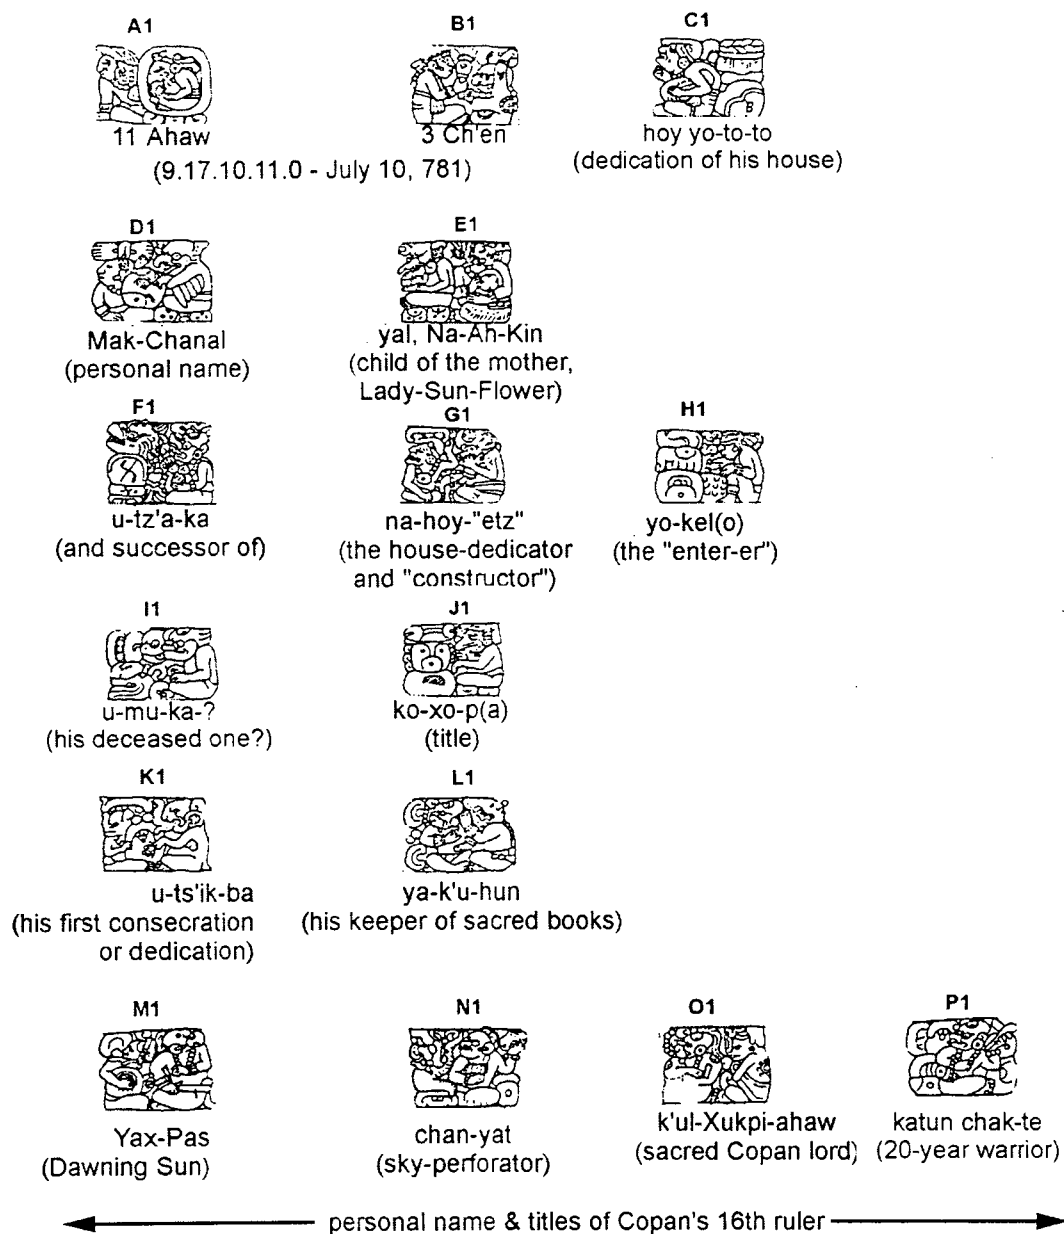 A1 B1 C1
11 Ahaw 3 Ch'en hoy yo-to-to
(9.17.10.11.0 - July 10, 781) (dedication of his house)
D1 E1
Mak-Chanal yal, Na-Ah-Kin
(personal name) (child of the mother,
Lady-Sun-Flower)
F1 G1 H1
u-tz'a-ka na-hoy-"etz" yo-kel(o)
(and successor of) (the house-dedicator (the "enter-er")
and "constructor")
I1 J1
u-mu-ka-? ko-xo-p(a)
(his deceased one?) (title)
K1 L1
u-ts'ik-ba ya-k'u-hun
(his first consecration (his keeper of sacred books)
or dedication)
M1 N1 O1 P1
Yax-Pas chan-yat k'ul-Xukpi-ahaw katun chak-te
(Dawning Sun) (sky-perforator) (sacred Copan lord) (20-year warrior)
personal name & titles of Copan's 16th ruler